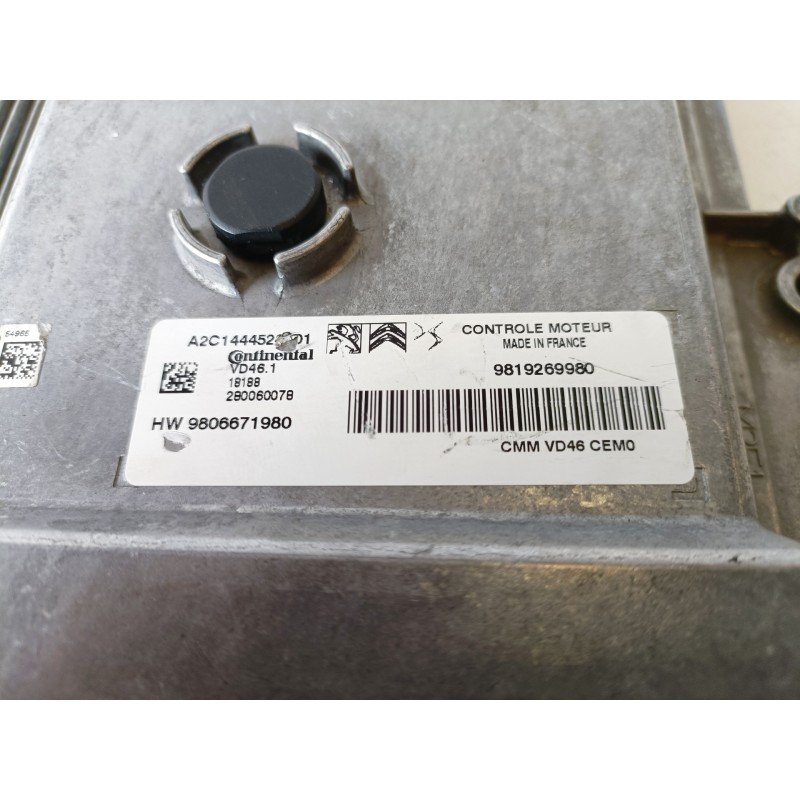 CONTROLE MOTEUR
MADE IN FRANCE
Continental
VD46.1
18188
280060078
9819269980
HW 9806671980
CMM VD46 CEM0